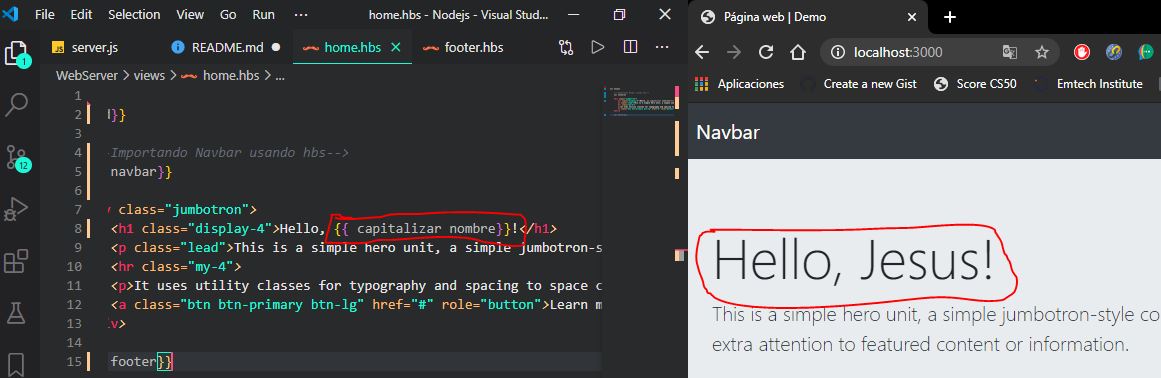 File Edit Selection View Go Run ··· home.hbs - Nodejs - Visual Stud...
server.js README.md home.hbs footer.hbs
WebServer > views > home.hbs > ...
1
2 }}
3
4 Importando Navbar usando hbs-->
5 navbar}}
6
7 class="jumbotron">
8 <h1 class="display-4">Hello, {{ capitalizar nombre}}!</h1>
9 <p class="lead">This is a simple hero unit, a simple jumbotron-s
10 <hr class="my-4">
11 <p>It uses utility classes for typography and spacing to space c
12 <a class="btn btn-primary btn-lg" href="#" role="button">Learn m
13 iv>
14
15 footer}}
1
12
Página web | Demo
localhost:3000
Aplicaciones Create a new Gist Score CS50 Emtech Institute
Navbar
Hello, Jesus!
This is a simple hero unit, a simple jumbotron-style co
extra attention to featured content or information.